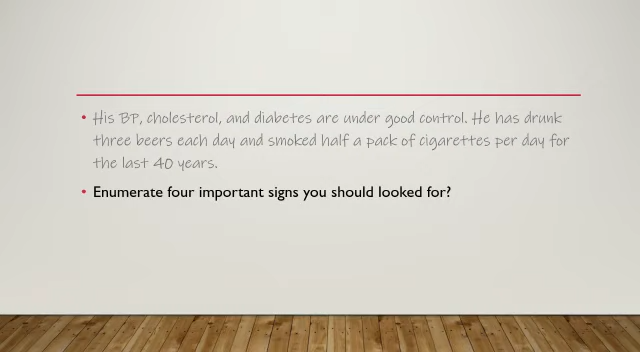 • His BP, cholesterol, and diabetes are under good control. He has drunk
three beers each day and smoked half a pack of cigarettes per day for
the last 40 years.
• Enumerate four important signs you should looked for?